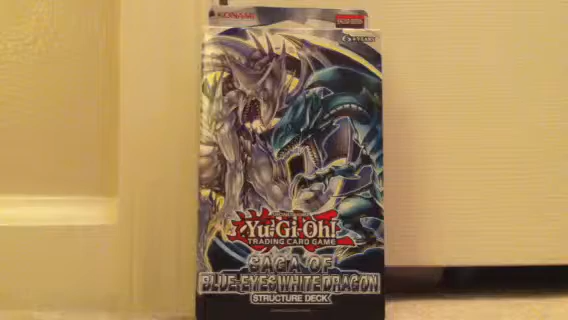 KONAMI
Yu-Gi-Oh!
TRADING CARD GAME
SAGA OF
BLUE-EYES WHITE DRAGON
STRUCTURE DECK